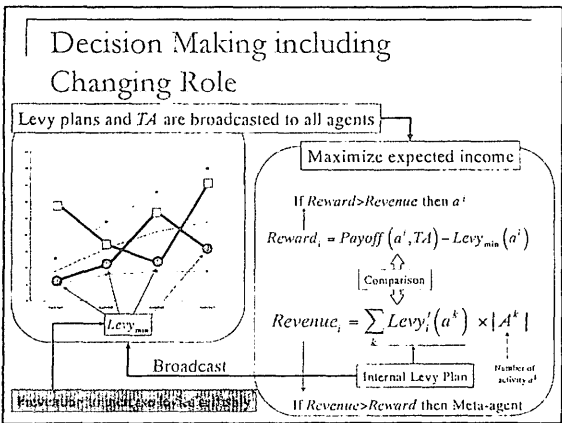 Decision Making including
Changing Role
Levy plans and TA are broadcasted to all agents
Maximize expected income
If Reward>Revenue then a^i
Reward_i = Payoff(a^i, TA) − Levy_min(a^i)
Comparison
Revenue_i = ∑_k Levy'_i(a^k) × |A^k|
Levy_min
Broadcast
Internal Levy Plan
Number of
activity a^k
If Revenue>Reward then Meta-agent